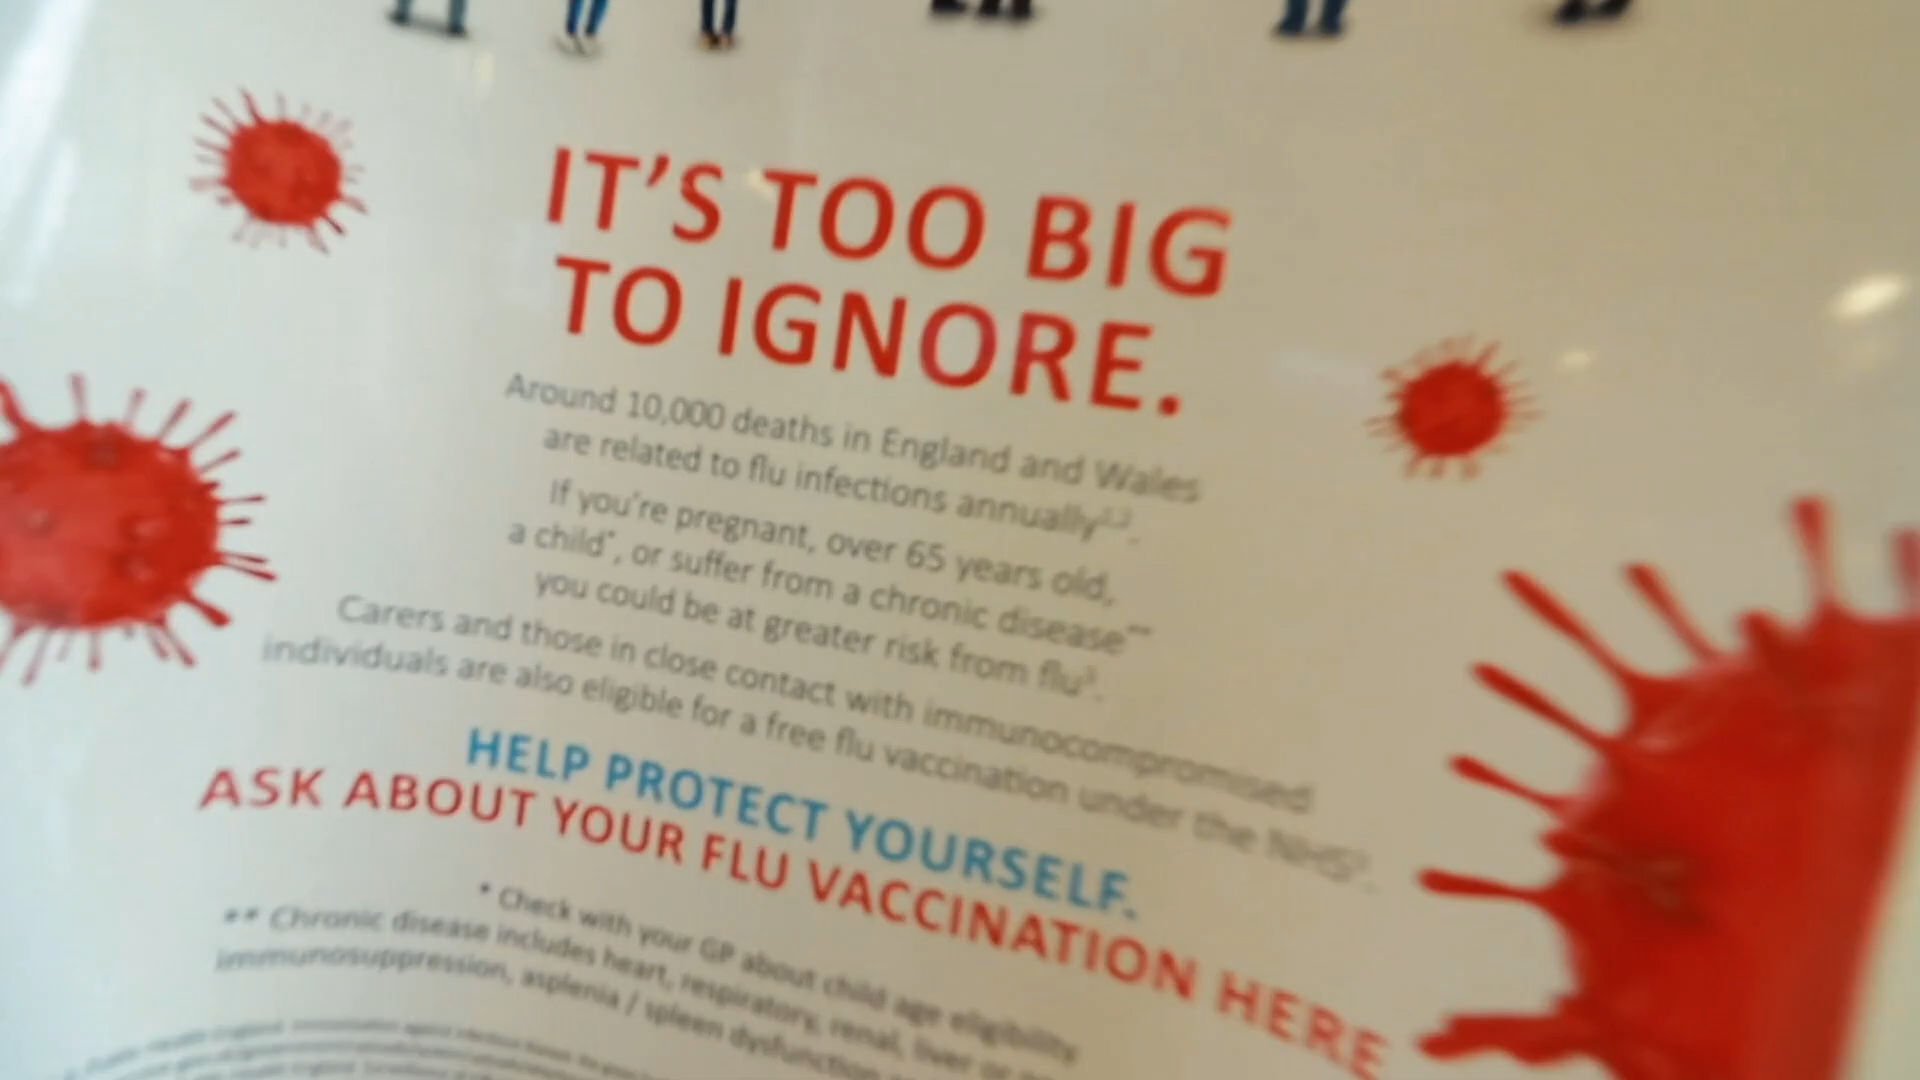 IT'S TOO BIG
TO IGNORE.
Around 10,000 deaths in England and Wales
are related to flu infections annually
If you're pregnant, over 65 years old,
a child*, or suffer from a chronic disease**
you could be at greater risk from flu³.
Carers and those in close contact with immunocompromised
individuals are also eligible for a free flu vaccination under the NHS
HELP PROTECT YOURSELF.
ASK ABOUT YOUR FLU VACCINATION HERE
* Check with your GP about child age eligibility
** Chronic disease includes heart, respiratory, renal, liver or
immunosuppression, asplenia / spleen dysfunction